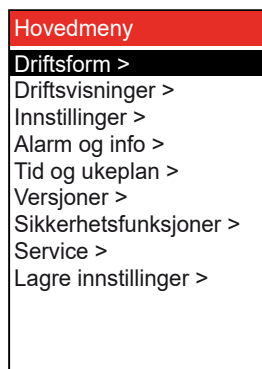 Hovedmeny
Driftsform >
Driftsvisninger >
Innstillinger >
Alarm og info >
Tid og ukeplan >
Versjoner >
Sikkerhetsfunksjoner >
Service >
Lagre innstillinger >